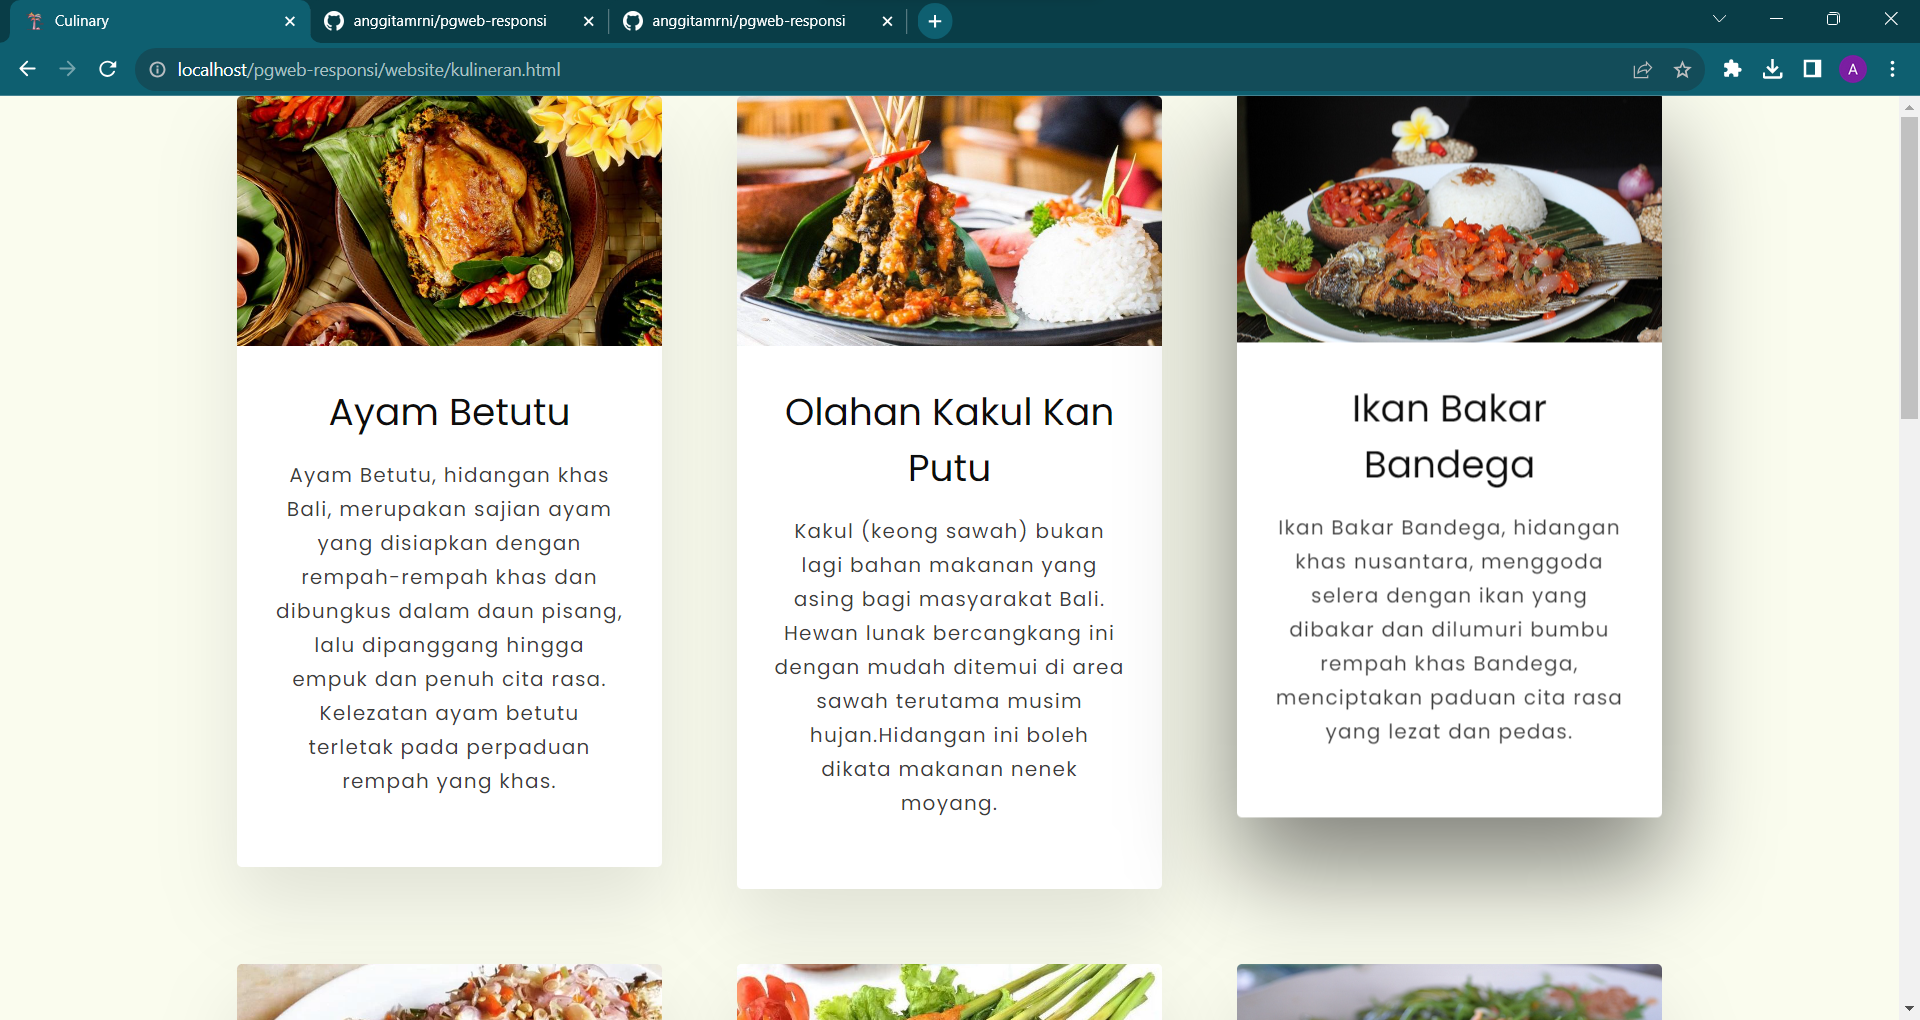 Culinary
anggitamrni/pgweb-responsi
anggitamrni/pgweb-responsi
localhost/pgweb-responsi/website/kulineran.html
A
Ayam Betutu
Ayam Betutu, hidangan khas
Bali, merupakan sajian ayam
yang disiapkan dengan
rempah-rempah khas dan
dibungkus dalam daun pisang,
lalu dipanggang hingga
empuk dan penuh cita rasa.
Kelezatan ayam betutu
terletak pada perpaduan
rempah yang khas.
Olahan Kakul Kan
Putu
Kakul (keong sawah) bukan
lagi bahan makanan yang
asing bagi masyarakat Bali.
Hewan lunak bercangkang ini
dengan mudah ditemui di area
sawah terutama musim
hujan.Hidangan ini boleh
dikata makanan nenek
moyang.
Ikan Bakar
Bandega
Ikan Bakar Bandega, hidangan
khas nusantara, menggoda
selera dengan ikan yang
dibakar dan dilumuri bumbu
rempah khas Bandega,
menciptakan paduan cita rasa
yang lezat dan pedas.